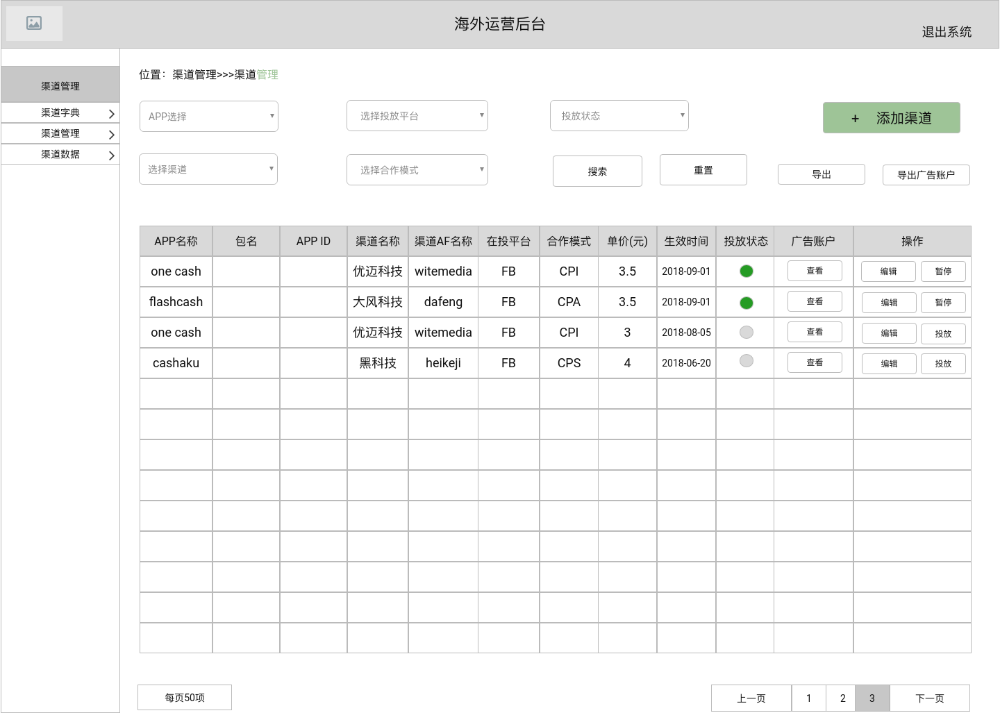 海外运营后台
退出系统
渠道管理
渠道字典
渠道管理
渠道数据
位置：渠道管理>>>渠道管理
APP选择 选择投放平台 投放状态 + 添加渠道
选择渠道 选择合作模式 搜索 重置 导出 导出广告账户
APP名称 包名 APP ID 渠道名称 渠道AF名称 在投平台 合作模式 单价(元) 生效时间 投放状态 广告账户 操作
one cash 优迈科技 witemedia FB CPI 3.5 2018-09-01 查看 编辑 暂停
flashcash 大风科技 dafeng FB CPA 3.5 2018-09-01 查看 编辑 暂停
one cash 优迈科技 witemedia FB CPI 3 2018-08-05 查看 编辑 投放
cashaku 黑科技 heikeji FB CPS 4 2018-06-20 查看 编辑 投放
每页50项 上一页 1 2 3 下一页